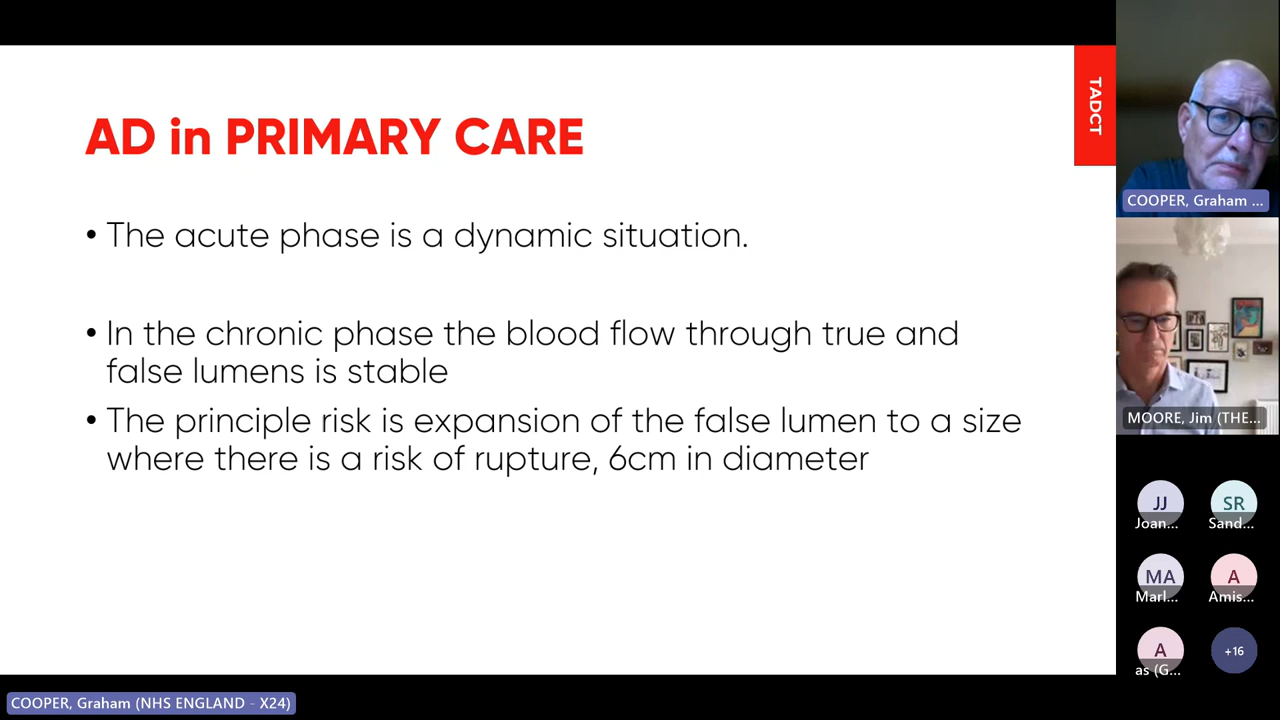 AD in PRIMARY CARE
• The acute phase is a dynamic situation.
• In the chronic phase the blood flow through true and
false lumens is stable
• The principle risk is expansion of the false lumen to a size
where there is a risk of rupture, 6cm in diameter
TADCT
COOPER, Graham ...
MOORE, Jim (THE...
JJ
Joan...
SR
Sand...
MA
Marl...
A
Amis...
A
as (G...
+16
COOPER, Graham (NHS ENGLAND - X24)